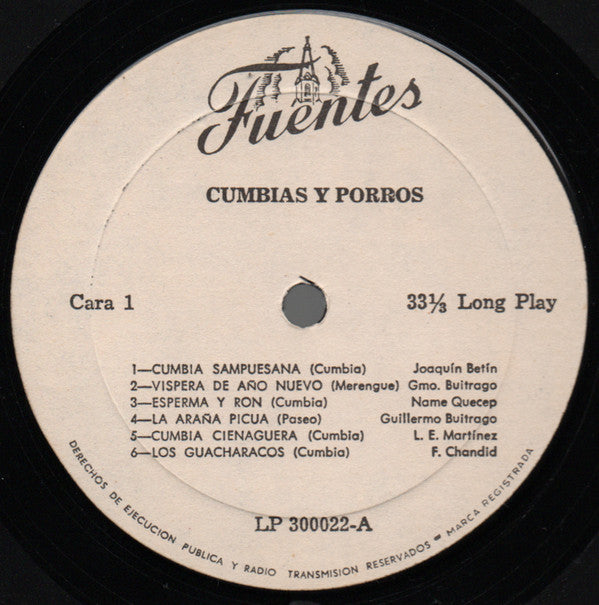 Fuentes
CUMBIAS Y PORROS
Cara 1
33⅓ Long Play
1—CUMBIA SAMPUESANA (Cumbia) Joaquín Betín
2—VISPERA DE AÑO NUEVO (Merengue) Gmo. Buitrago
3—ESPERMA Y RON (Cumbia) Name Quecep
4—LA ARAÑA PICUA (Paseo) Guillermo Buitrago
5—CUMBIA CIENAGUERA (Cumbia) L. E. Martínez
6—LOS GUACHARACOS (Cumbia) F. Chandid
LP 300022-A
DERECHOS DE EJECUCION PUBLICA Y RADIO TRANSMISION RESERVADOS - MARCA REGISTRADA